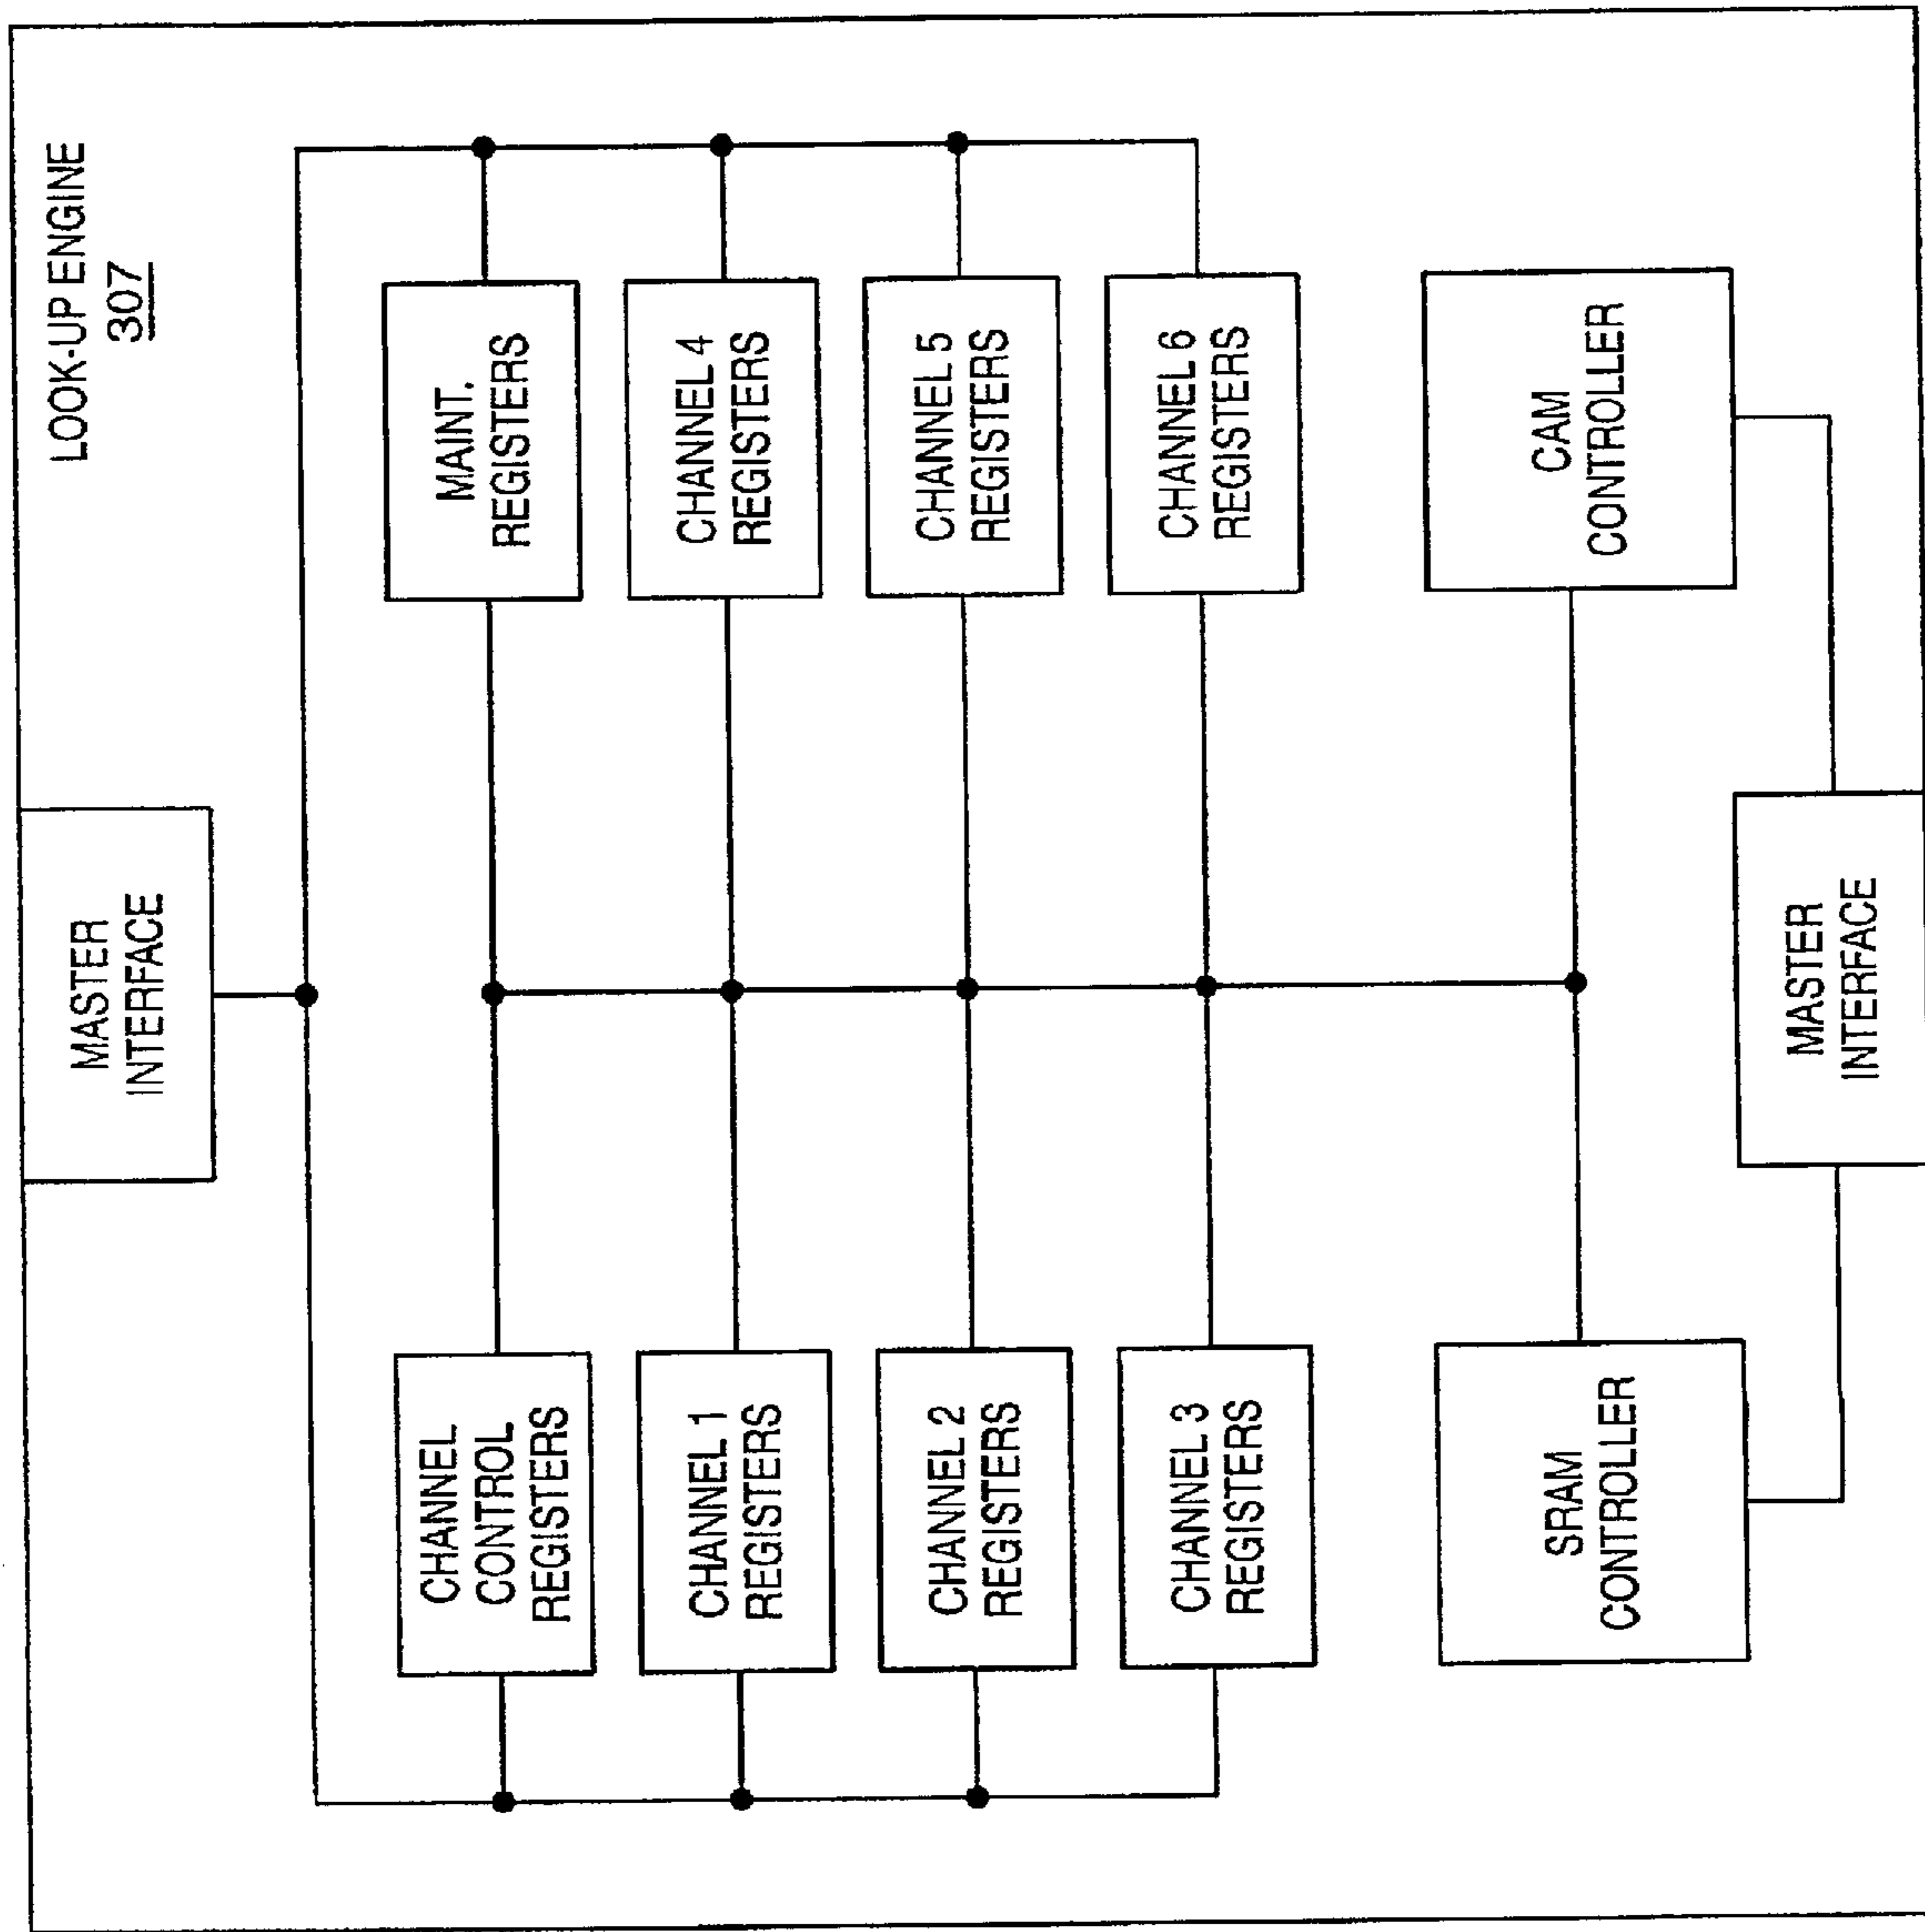 LOOK-UP ENGINE
307
MASTER
INTERFACE
CHANNEL
CONTROL
REGISTERS
MAINT.
REGISTERS
CHANNEL 1
REGISTERS
CHANNEL 4
REGISTERS
CHANNEL 2
REGISTERS
CHANNEL 5
REGISTERS
CHANNEL 3
REGISTERS
CHANNEL 6
REGISTERS
SRAM
CONTROLLER
CAM
CONTROLLER
MASTER
INTERFACE